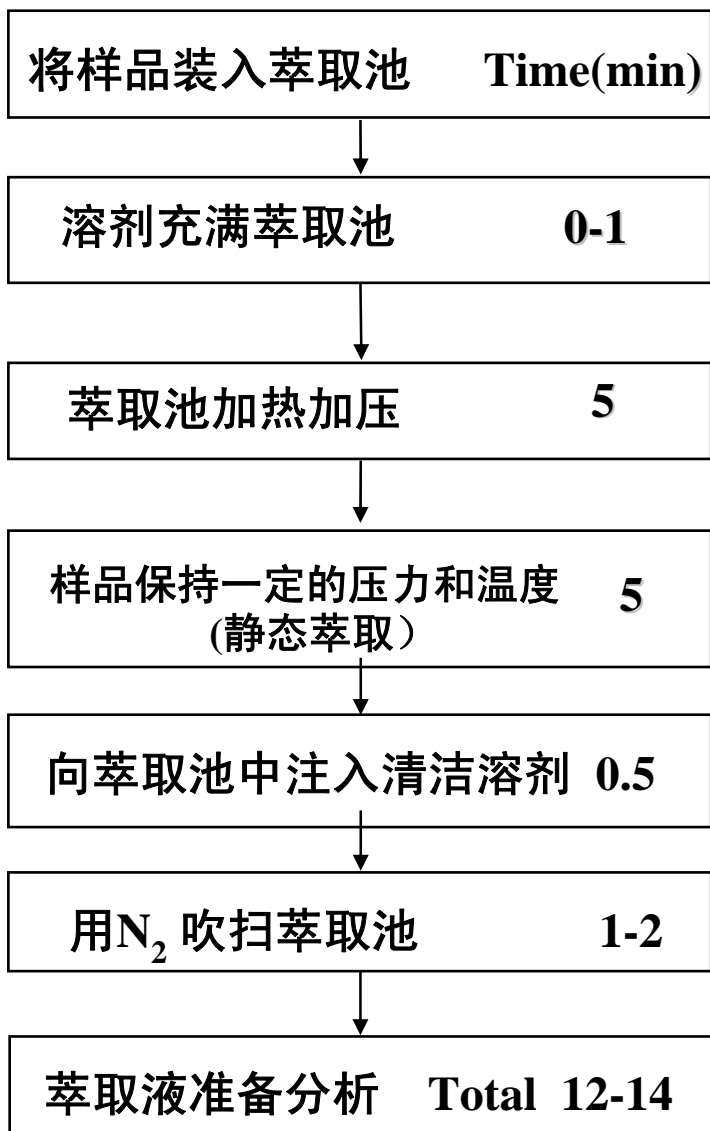 将样品装入萃取池 Time(min)
溶剂充满萃取池 0-1
萃取池加热加压 5
样品保持一定的压力和温度 5
(静态萃取）
向萃取池中注入清洁溶剂 0.5
用N₂ 吹扫萃取池 1-2
萃取液准备分析 Total 12-14